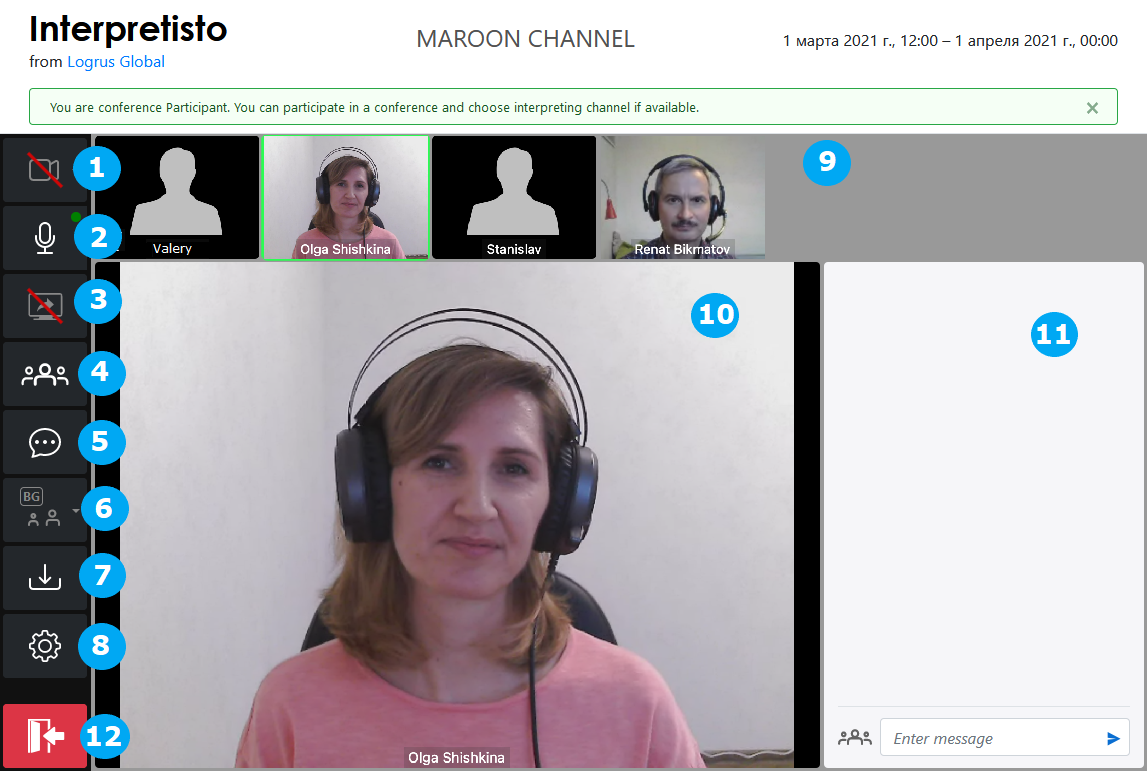 Interpretisto
from Logrus Global
MAROON CHANNEL
1 марта 2021 г., 12:00 – 1 апреля 2021 г., 00:00
You are conference Participant. You can participate in a conference and choose interpreting channel if available.
1
2
3
4
5
BG
6
7
8
12
Valery
Olga Shishkina
Stanislav
Renat Bikmatov
9
10
Olga Shishkina
11
Enter message